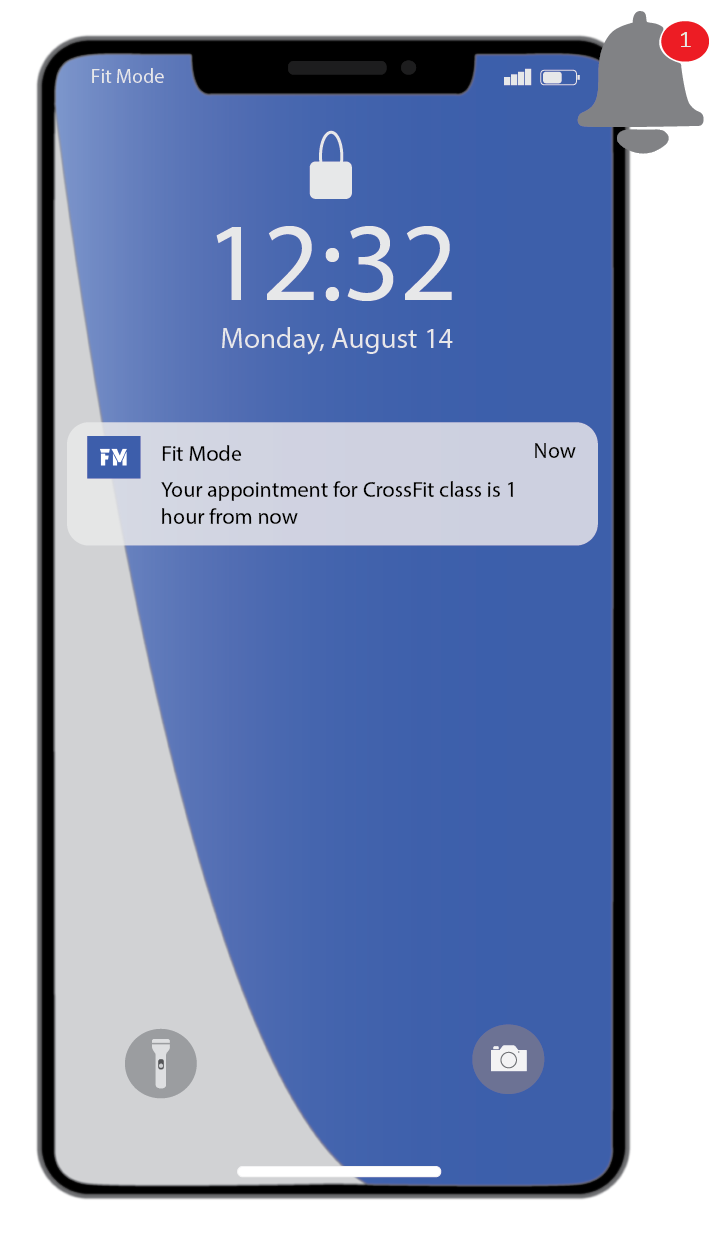 1
Fit Mode
12:32
Monday, August 14
FM
Fit Mode
Now
Your appointment for CrossFit class is 1
hour from now